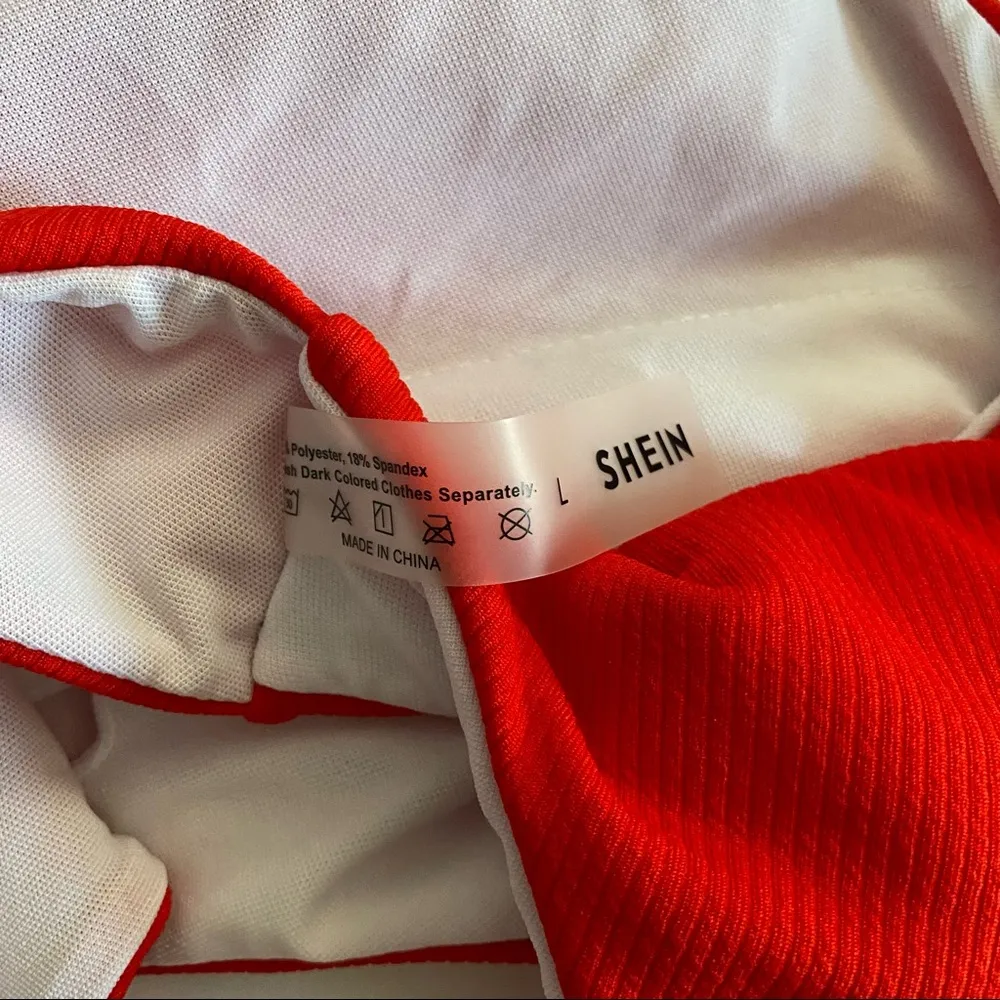 Polyester, 18% Spandex
Dark Colored Clothes Separately.
L
SHEIN
MADE IN CHINA